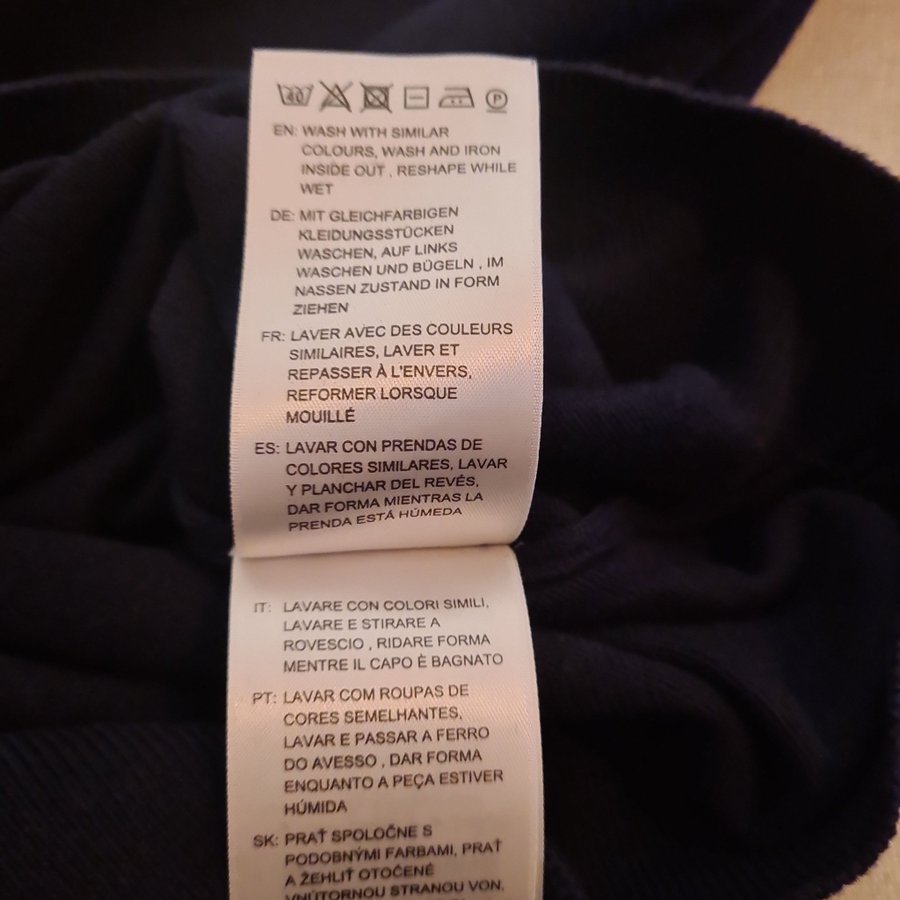 40 P
EN: WASH WITH SIMILAR
COLOURS, WASH AND IRON
INSIDE OUT , RESHAPE WHILE
WET
DE: MIT GLEICHFARBIGEN
KLEIDUNGSSTÜCKEN
WASCHEN, AUF LINKS
WASCHEN UND BÜGELN , IM
NASSEN ZUSTAND IN FORM
ZIEHEN
FR: LAVER AVEC DES COULEURS
SIMILAIRES, LAVER ET
REPASSER À L'ENVERS,
REFORMER LORSQUE
MOUILLÉ
ES: LAVAR CON PRENDAS DE
COLORES SIMILARES, LAVAR
Y PLANCHAR DEL REVÉS,
DAR FORMA MIENTRAS LA
PRENDA ESTÁ HÚMEDA
IT: LAVARE CON COLORI SIMILI,
LAVARE E STIRARE A
ROVESCIO , RIDARE FORMA
MENTRE IL CAPO È BAGNATO
PT: LAVAR COM ROUPAS DE
CORES SEMELHANTES,
LAVAR E PASSAR A FERRO
DO AVESSO , DAR FORMA
ENQUANTO A PEÇA ESTIVER
HÚMIDA
SK: PRAŤ SPOLOČNE S
PODOBNÝMI FARBAMI, PRAŤ
A ŽEHLIŤ OTOČENÉ
VNÚTORNOU STRANOU VON,